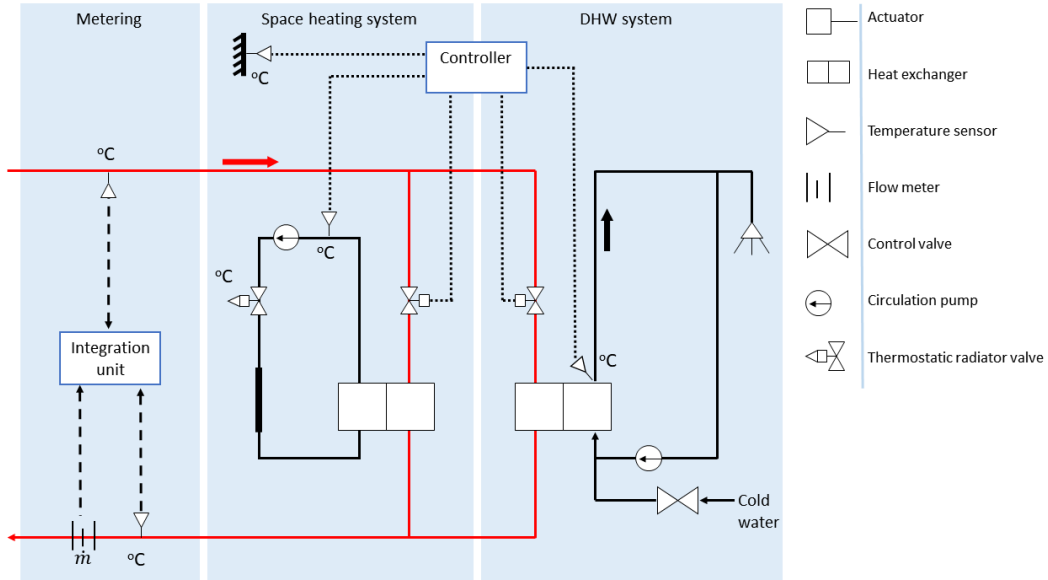 Metering
Space heating system
DHW system
Controller
°C
°C
°C
°C
°C
Integration
unit
ṁ
°C
Cold
water
Actuator
Heat exchanger
Temperature sensor
Flow meter
Control valve
Circulation pump
Thermostatic radiator valve